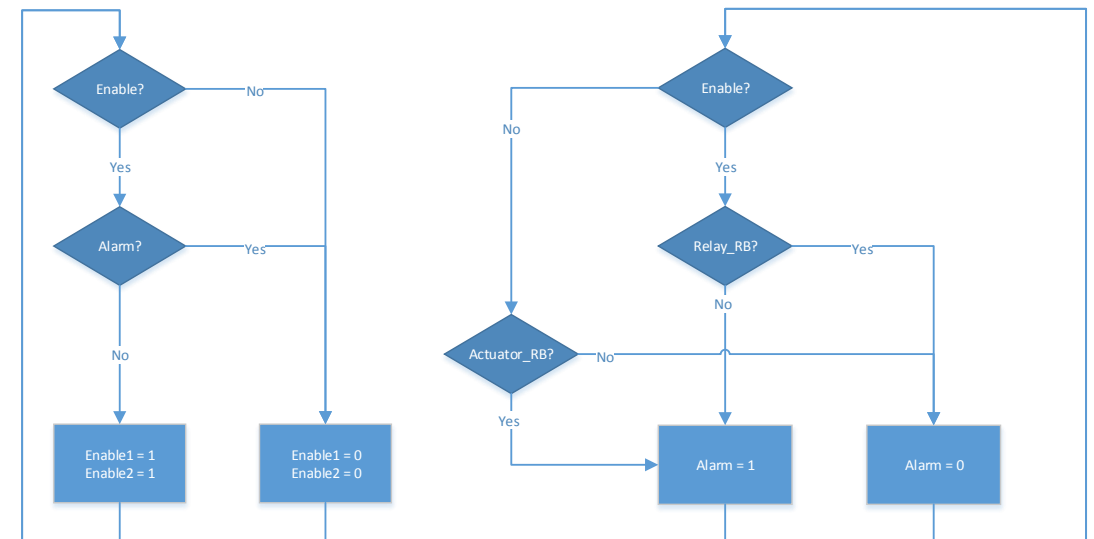 Enable?
No
Yes
Alarm?
Yes
No
Enable1 = 1
Enable2 = 1
Enable1 = 0
Enable2 = 0
Enable?
No
Yes
Relay_RB?
Yes
No
Actuator_RB?
No
Yes
Alarm = 1
Alarm = 0